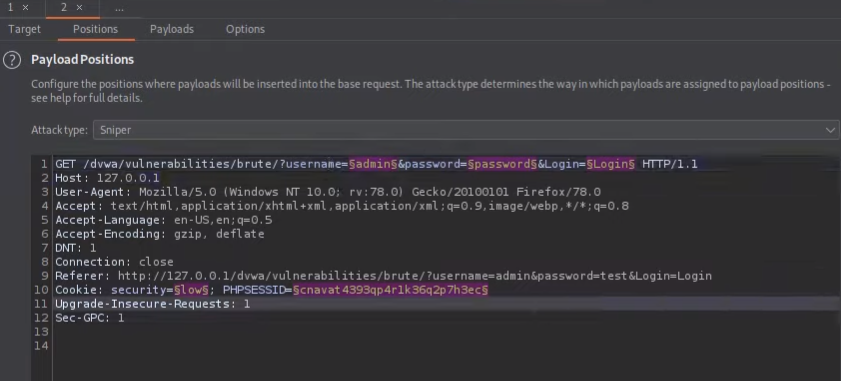 1 × 2 × ...
Target Positions Payloads Options
? Payload Positions
Configure the positions where payloads will be inserted into the base request. The attack type determines the way in which payloads are assigned to payload positions -
see help for full details.
Attack type: Sniper
1 GET /dvwa/vulnerabilities/brute/?username=§admin§&password=§password§&Login=§Login§ HTTP/1.1
2 Host: 127.0.0.1
3 User-Agent: Mozilla/5.0 (Windows NT 10.0; rv:78.0) Gecko/20100101 Firefox/78.0
4 Accept: text/html,application/xhtml+xml,application/xml;q=0.9,image/webp,*/*;q=0.8
5 Accept-Language: en-US,en;q=0.5
6 Accept-Encoding: gzip, deflate
7 DNT: 1
8 Connection: close
9 Referer: http://127.0.0.1/dvwa/vulnerabilities/brute/?username=admin&password=test&Login=Login
10 Cookie: security=§low§; PHPSESSID=§cnavat4393qp4r1k36q2p7h3ec§
11 Upgrade-Insecure-Requests: 1
12 Sec-GPC: 1
13
14